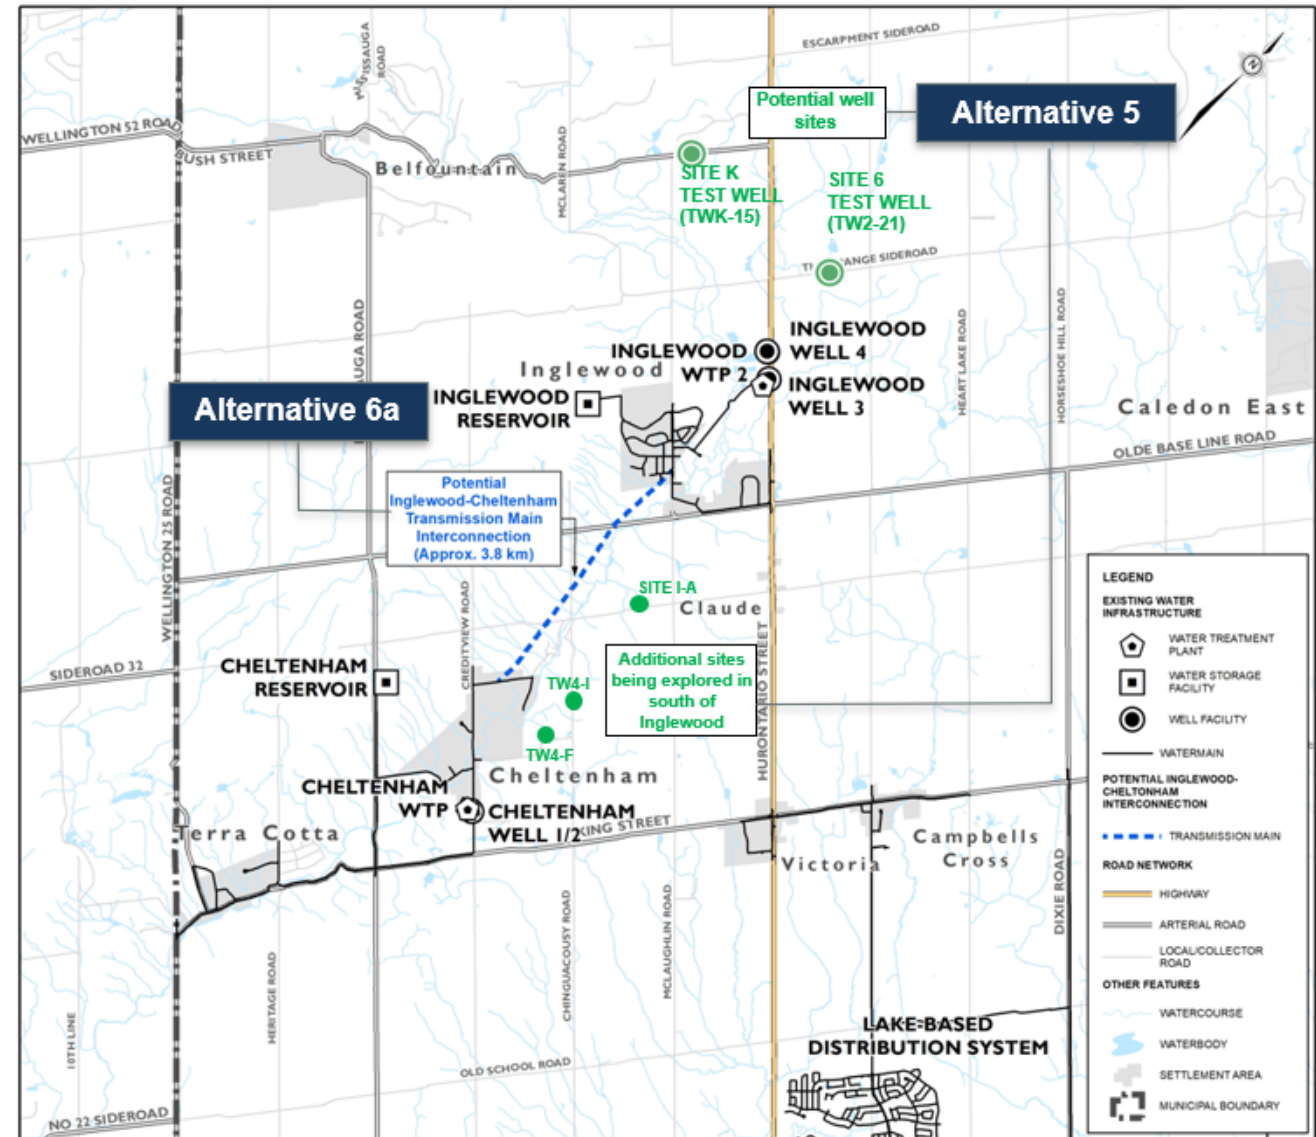 ESCARPMENT SIDEROAD
MISSISSAUGA
ROAD
N
Potential well
sites
Alternative 5
WELLINGTON 52 ROAD
BUSH STREET
Belfountain
MCLAREN ROAD
SITE K
TEST WELL
(TWK-15)
SITE 6
TEST WELL
(TW2-21)
ANGE SIDEROAD
AUGA ROAD
HEART LAKE ROAD
HORSESHOE HILL ROAD
INGLEWOOD
WELL 4
INGLEWOOD
WTP 2
INGLEWOOD
WELL 3
Inglewood
INGLEWOOD
RESERVOIR
Alternative 6a
Caledon East
OLDE BASE LINE ROAD
WELLINGTON 25 ROAD
Potential
Inglewood-Cheltenham
Transmission Main
Interconnection
(Approx. 3.8 km)
CREDITVIEW ROAD
SITE I-A
Claude
SIDEROAD 32
CHELTENHAM
RESERVOIR
TW4-I
TW4-F
Additional sites
being explored in
south of
Inglewood
HURONTARIO STREET
Cheltenham
CHELTENHAM
WTP
CHELTENHAM
WELL 1/2
KING STREET
Terra Cotta
Victoria
Campbells
Cross
DIXIE ROAD
HERITAGE ROAD
CHINGUACOUSY ROAD
MCLAUGHLIN ROAD
10TH LINE
LAKE-BASED
DISTRIBUTION SYSTEM
OLD SCHOOL ROAD
NO 22 SIDEROAD
LEGEND
EXISTING WATER
INFRASTRUCTURE
WATER TREATMENT
PLANT
WATER STORAGE
FACILITY
WELL FACILITY
WATERMAIN
POTENTIAL INGLEWOOD-
CHELTONHAM
INTERCONNECTION
TRANSMISSION MAIN
ROAD NETWORK
HIGHWAY
ARTERIAL ROAD
LOCAL/COLLECTOR
ROAD
OTHER FEATURES
WATERCOURSE
WATERBODY
SETTLEMENT AREA
MUNICIPAL BOUNDARY